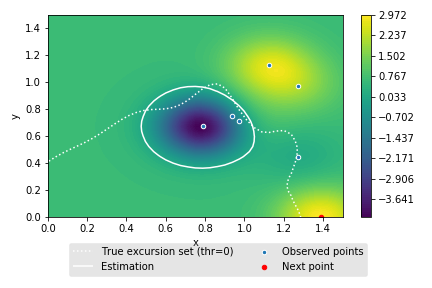 1.4
1.2
1.0
0.8
0.6
0.4
0.2
0.0
y
0.0 0.2 0.4 0.6 0.8 1.0 1.2 1.4
x
2.972
2.237
1.502
0.767
0.033
−0.702
−1.437
−2.171
−2.906
−3.641
True excursion set (thr=0)
Estimation
Observed points
Next point